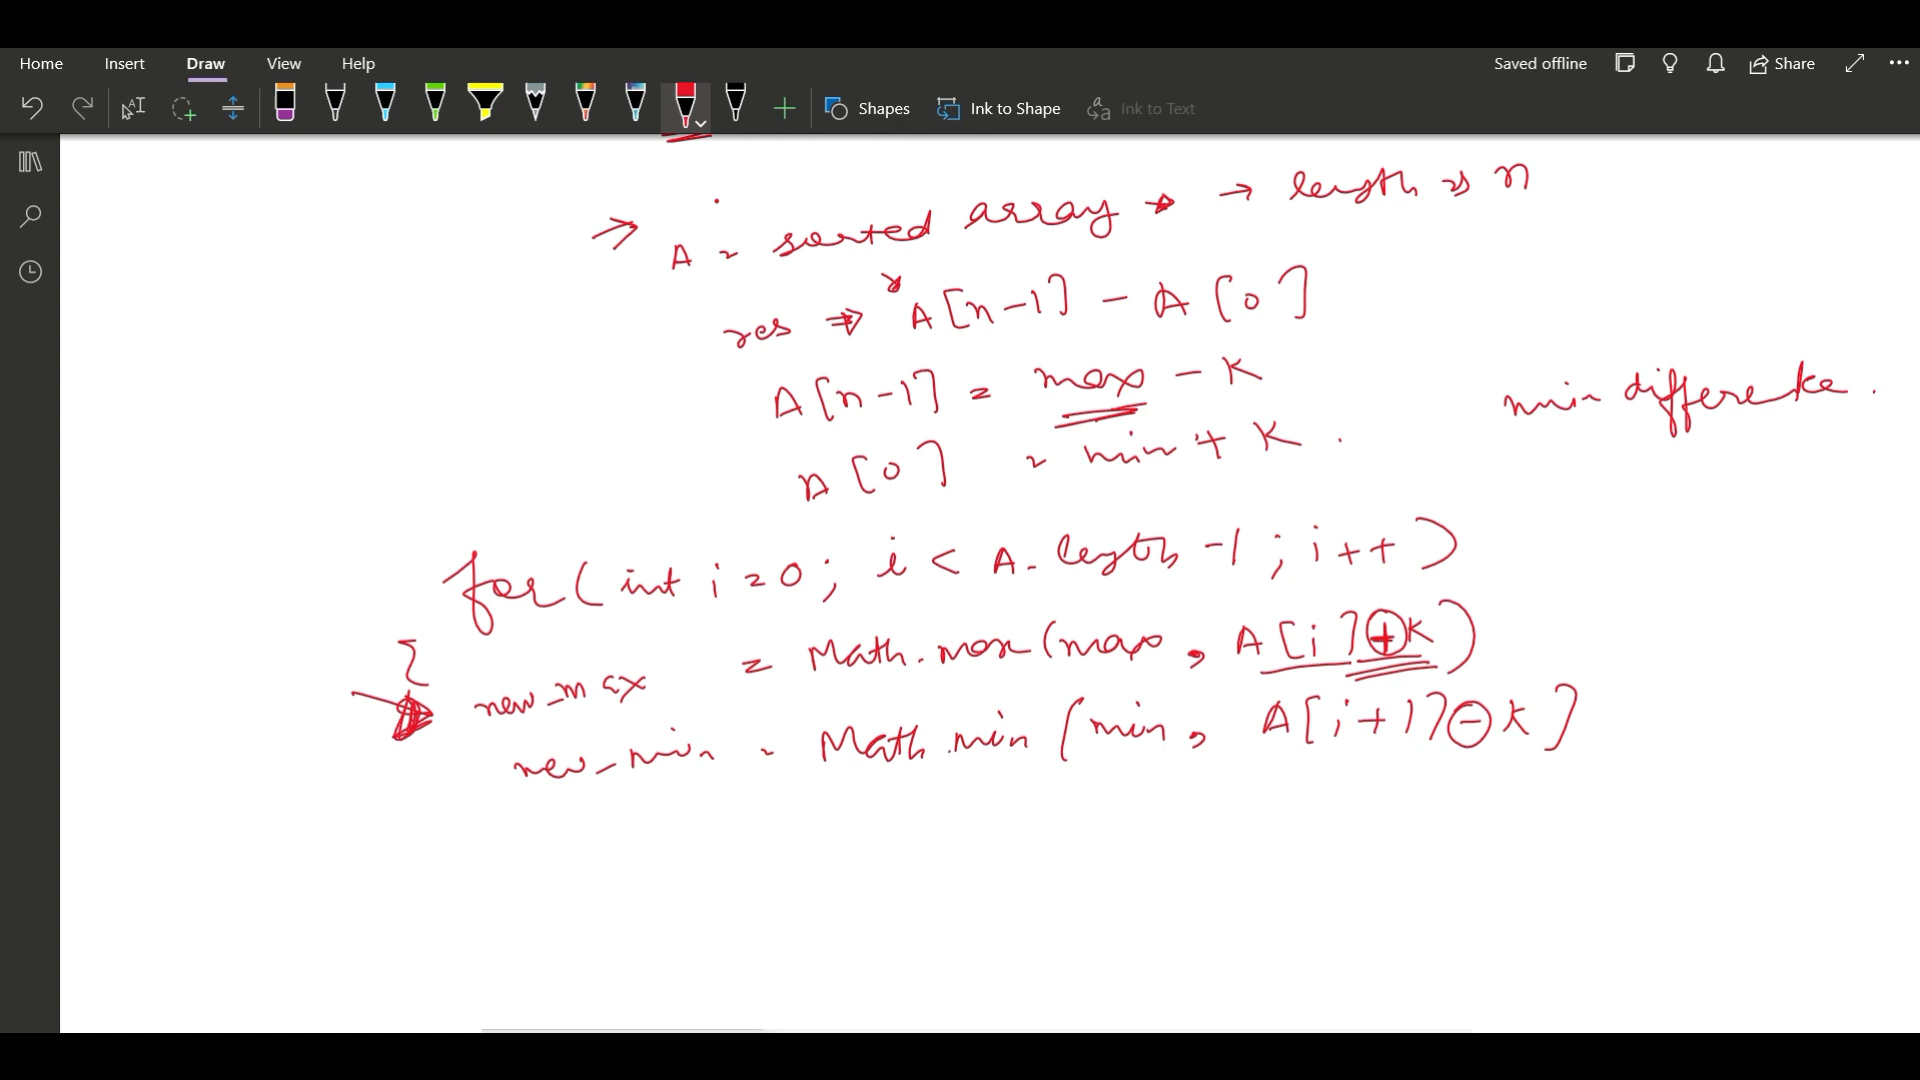 Home Insert Draw View Help Saved offline Share
Shapes Ink to Shape Ink to Text
→ A = sorted array → → length is n
res ⇒ A[n-1] - A[0]
A[n-1] = max - K
min difference.
A[0] = min + K.
for(int i=0; i < A.length-1; i++)
{
new_max = Math.max(max, A[i]+K)
new_min = Math.min(min, A[i+1]-K]